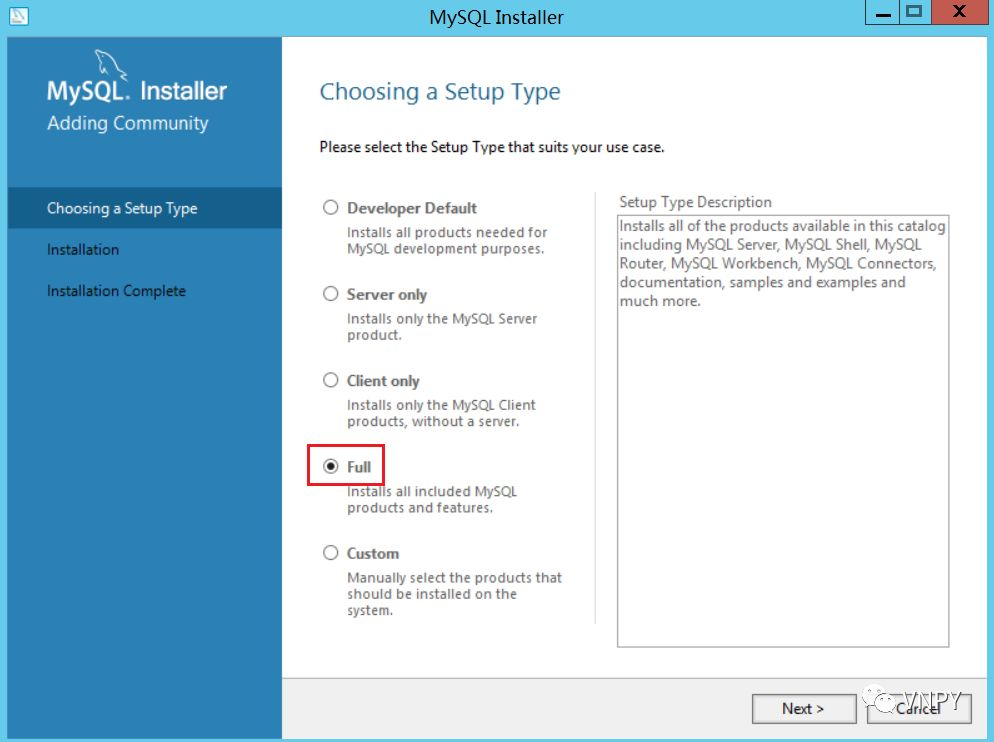 MySQL Installer
MySQL. Installer
Adding Community
Choosing a Setup Type
Installation
Installation Complete
Choosing a Setup Type
Please select the Setup Type that suits your use case.
Developer Default
Installs all products needed for
MySQL development purposes.
Server only
Installs only the MySQL Server
product.
Client only
Installs only the MySQL Client
products, without a server.
Full
Installs all included MySQL
products and features.
Custom
Manually select the products that
should be installed on the
system.
Setup Type Description
Installs all of the products available in this catalog
including MySQL Server, MySQL Shell, MySQL
Router, MySQL Workbench, MySQL Connectors,
documentation, samples and examples and
much more.
Next >
Cancel
VNPY